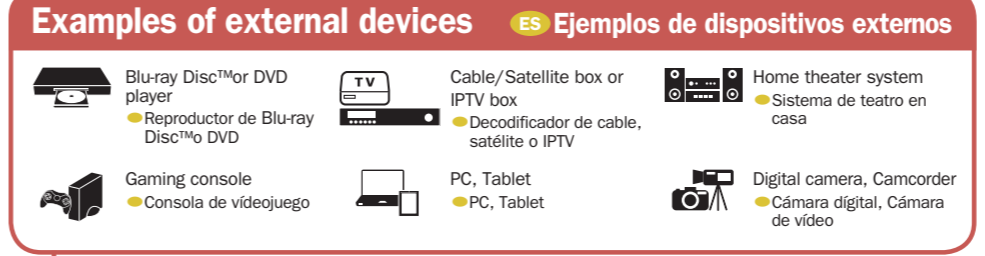 Examples of external devices
ES Ejemplos de dispositivos externos
Blu-ray Disc™or DVD
player
Reproductor de Blu-ray
Disc™o DVD
TV
Cable/Satellite box or
IPTV box
Decodificador de cable,
satélite o IPTV
Home theater system
Sistema de teatro en
casa
Gaming console
Consola de vídeojuego
PC, Tablet
PC, Tablet
Digital camera, Camcorder
Cámara dígital, Cámara
de vídeo